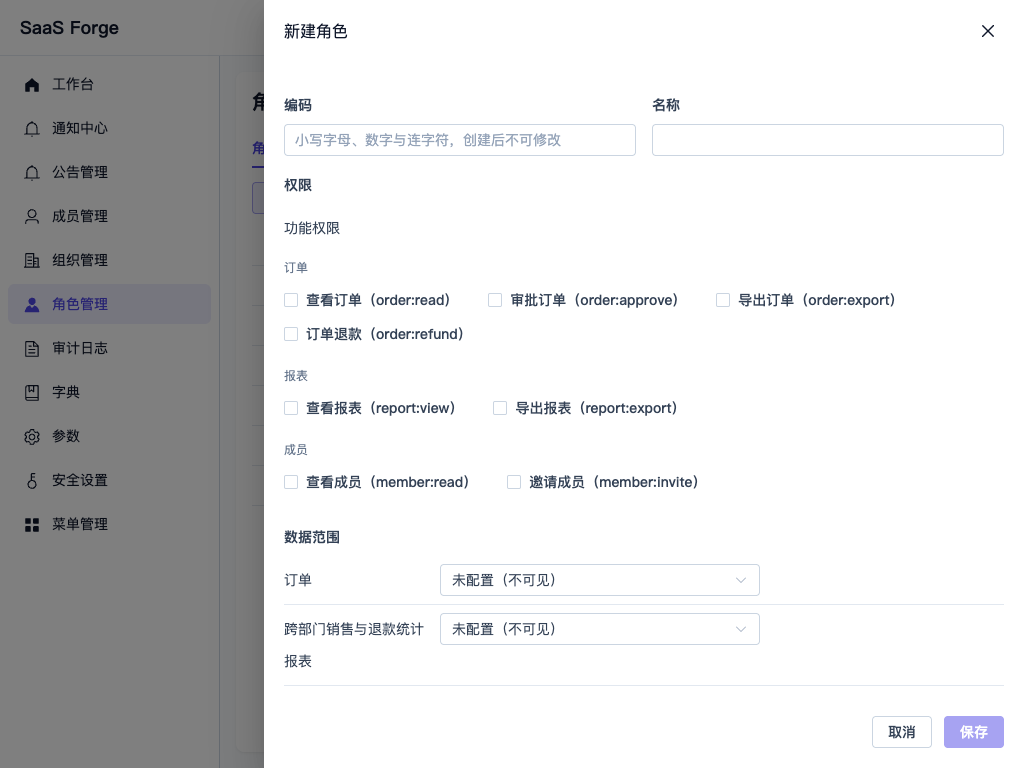 SaaS Forge
新建角色
工作台
通知中心
公告管理
成员管理
组织管理
角色管理
审计日志
字典
参数
安全设置
菜单管理
编码
名称
小写字母、数字与连字符，创建后不可修改
权限
功能权限
订单
查看订单（order:read）
审批订单（order:approve）
导出订单（order:export）
订单退款（order:refund）
报表
查看报表（report:view）
导出报表（report:export）
成员
查看成员（member:read）
邀请成员（member:invite）
数据范围
订单
未配置（不可见）
跨部门销售与退款统计
报表
未配置（不可见）
取消
保存